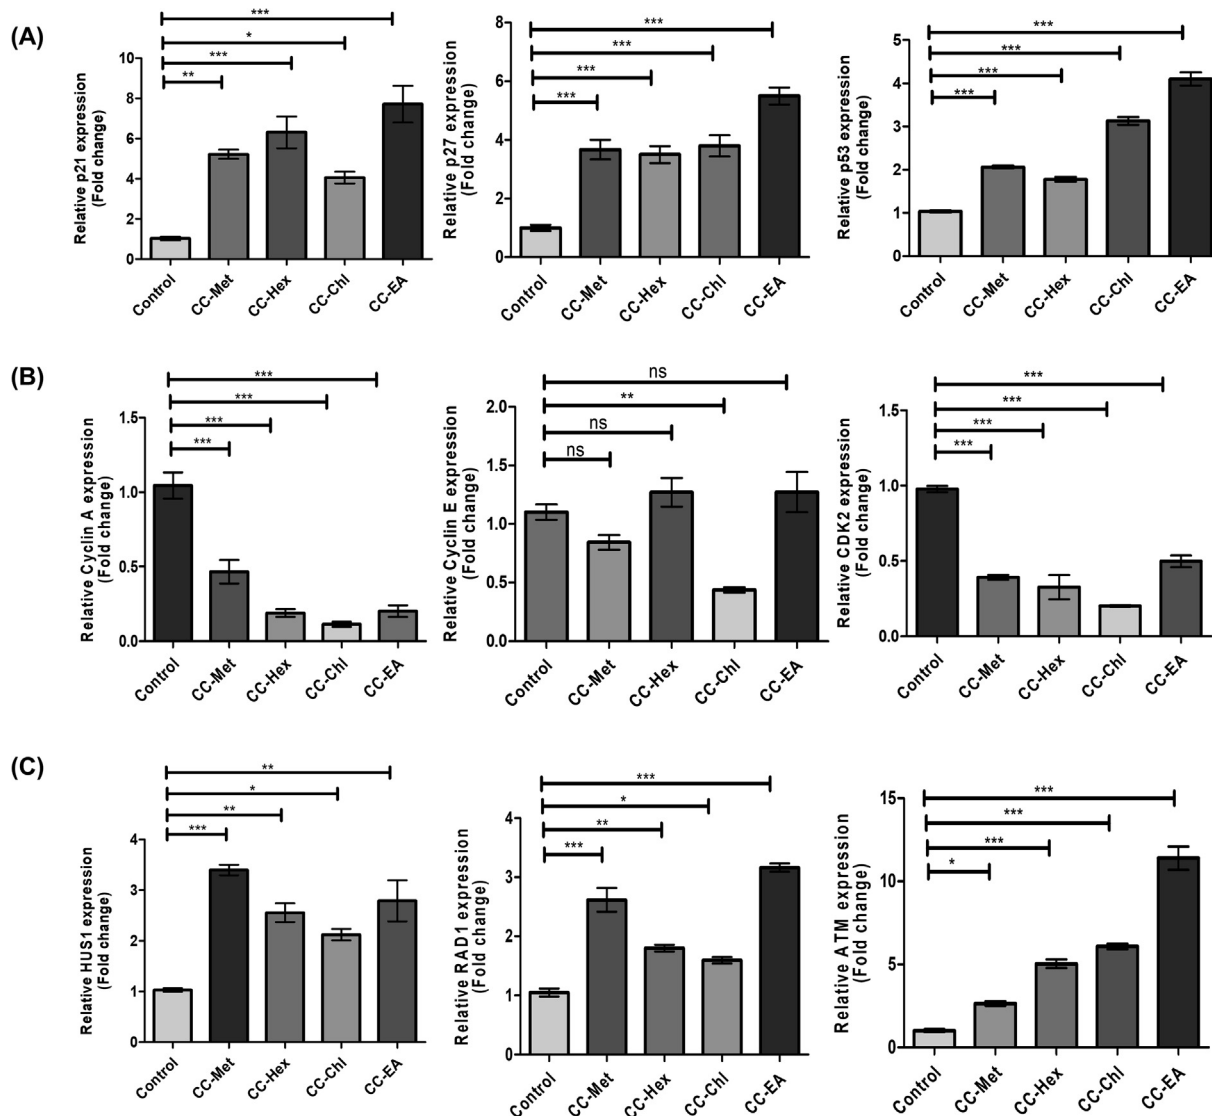 (A)
Relative p21 expression
(Fold change)
10
8
6
4
2
0
***
*
***
**
Control
CC-Met
CC-Hex
CC-Chl
CC-EA
Relative p27 expression
(Fold change)
8
6
4
2
0
***
***
***
***
Control
CC-Met
CC-Hex
CC-Chl
CC-EA
Relative p53 expression
(Fold change)
5
4
3
2
1
0
***
***
***
***
Control
CC-Met
CC-Hex
CC-Chl
CC-EA
(B)
Relative Cyclin A expression
(Fold change)
1.5
1.0
0.5
0.0
***
***
***
***
Control
CC-Met
CC-Hex
CC-Chl
CC-EA
Relative Cyclin E expression
(Fold change)
2.0
1.5
1.0
0.5
0.0
ns
**
ns
ns
Control
CC-Met
CC-Hex
CC-Chl
CC-EA
Relative CDK2 expression
(Fold change)
1.5
1.0
0.5
0.0
***
***
***
***
Control
CC-Met
CC-Hex
CC-Chl
CC-EA
(C)
Relative HUS1 expression
(Fold change)
4
3
2
1
0
**
*
**
***
Control
CC-Met
CC-Hex
CC-Chl
CC-EA
Relative RAD1 expression
(Fold change)
4
3
2
1
0
***
*
**
***
Control
CC-Met
CC-Hex
CC-Chl
CC-EA
Relative ATM expression
(Fold change)
15
10
5
0
***
***
***
*
Control
CC-Met
CC-Hex
CC-Chl
CC-EA